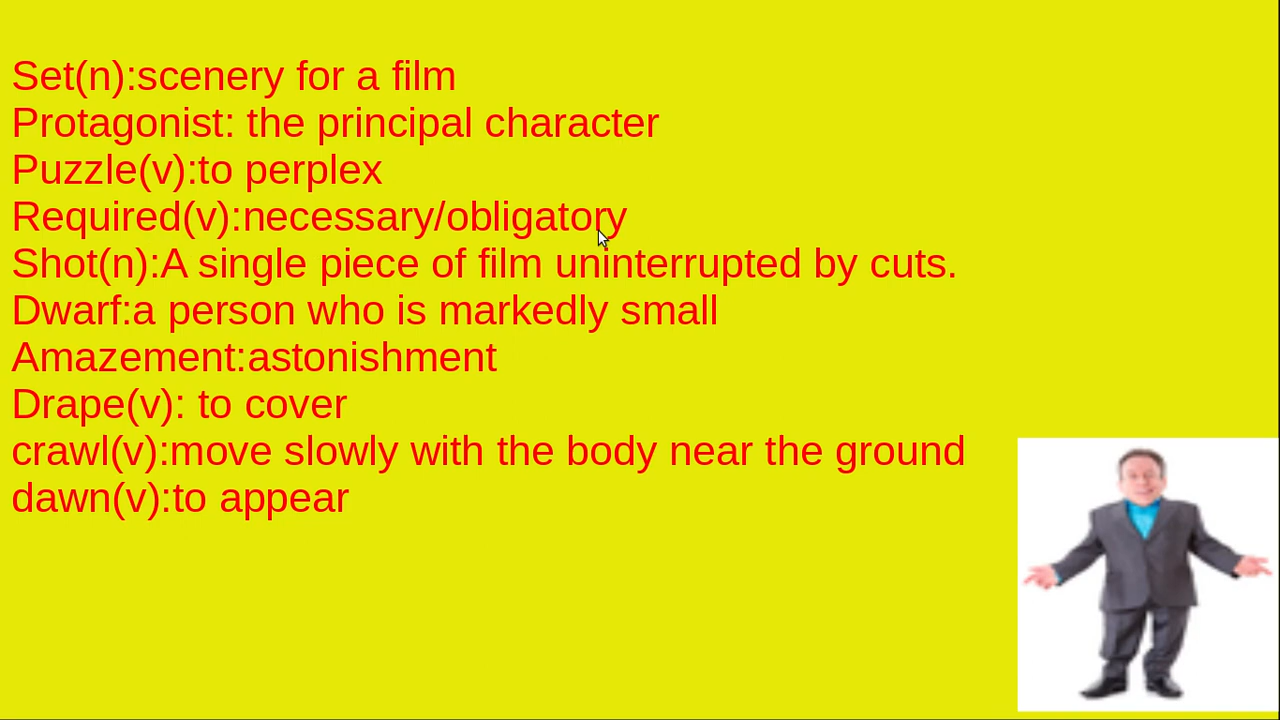 Set(n):scenery for a film
Protagonist: the principal character
Puzzle(v):to perplex
Required(v):necessary/obligatory
Shot(n):A single piece of film uninterrupted by cuts.
Dwarf:a person who is markedly small
Amazement:astonishment
Drape(v): to cover
crawl(v):move slowly with the body near the ground
dawn(v):to appear